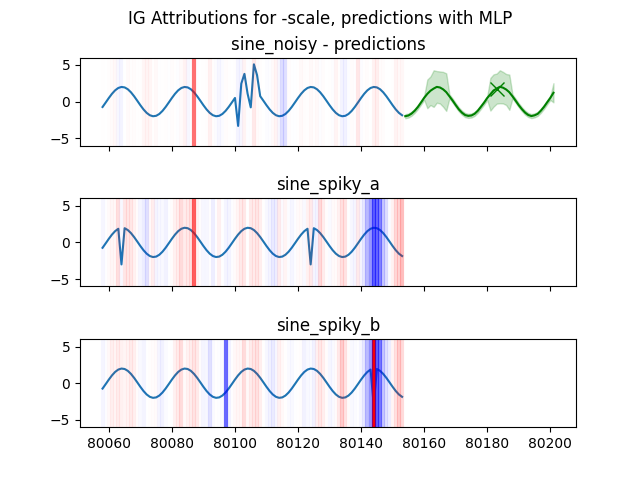 IG Attributions for -scale, predictions with MLP
sine_noisy - predictions
5
0
−5
sine_spiky_a
5
0
−5
sine_spiky_b
5
0
−5
80060 80080 80100 80120 80140 80160 80180 80200